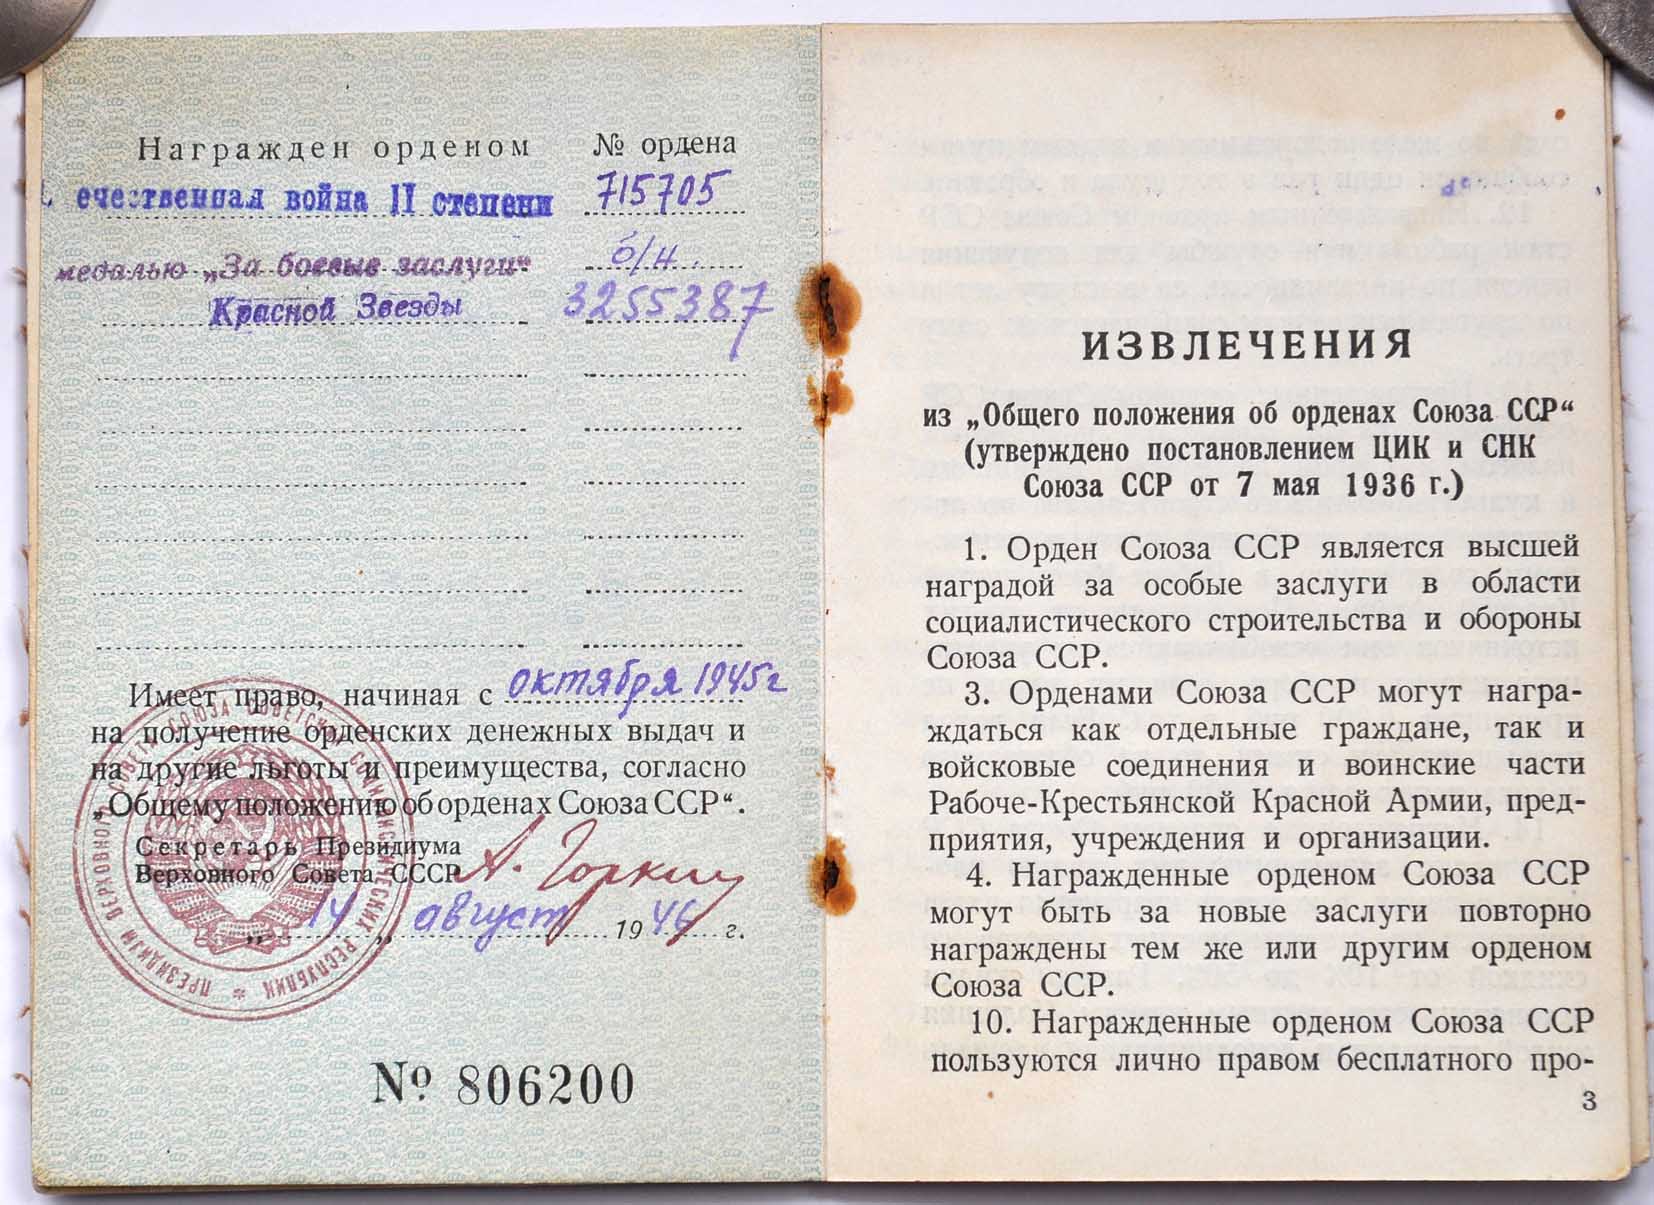 Награжден орденом № ордена
ечественная война II степени 715705
медалью „За боевые заслуги“ б/н.
Красной Звезды 3255387
Имеет право, начиная с октября 1945г
на получение орденских денежных выдач и
на другие льготы и преимущества, согласно
„Общему положению об орденах Союза ССР“.
Секретарь Президиума
Верховного Совета СССР А. Горкин
„14„ август 1946 г.
ПРЕЗИДИУМ ВЕРХОВНОГО СОВЕТА СОЮЗА СОВЕТСКИХ СОЦИАЛИСТИЧЕСКИХ РЕСПУБЛИК *
№ 806200
ИЗВЛЕЧЕНИЯ
из „Общего положения об орденах Союза ССР“
(утверждено постановлением ЦИК и СНК
Союза ССР от 7 мая 1936 г.)
1. Орден Союза ССР является высшей
наградой за особые заслуги в области
социалистического строительства и обороны
Союза ССР.
3. Орденами Союза ССР могут награ-
ждаться как отдельные граждане, так и
войсковые соединения и воинские части
Рабоче-Крестьянской Красной Армии, пред-
приятия, учреждения и организации.
4. Награжденные орденом Союза ССР
могут быть за новые заслуги повторно
награждены тем же или другим орденом
Союза ССР.
10. Награжденные орденом Союза ССР
пользуются лично правом бесплатного про-
3